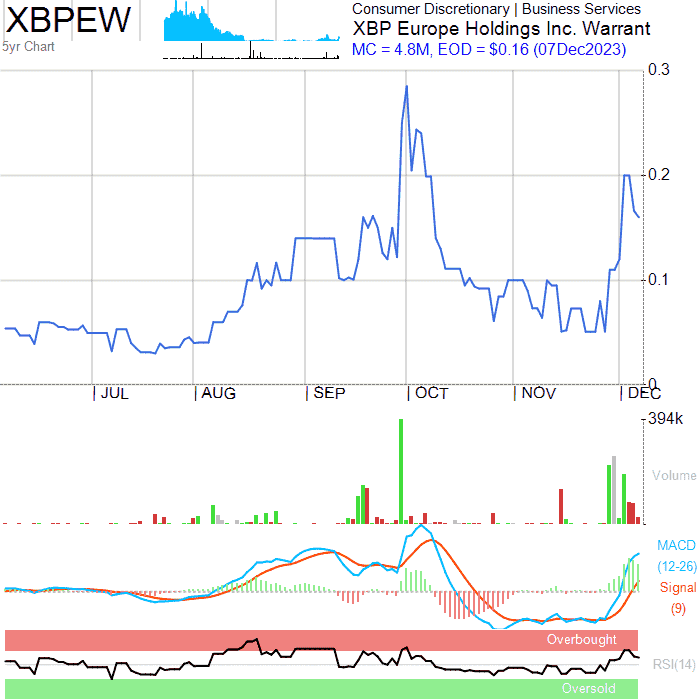 XBPEW
5yr Chart
Consumer Discretionary | Business Services
XBP Europe Holdings Inc. Warrant
MC = 4.8M, EOD = $0.16 (07Dec2023)
0.3
0.2
0.1
0
JUL AUG SEP OCT NOV DEC
394k
Volume
MACD
(12-26)
Signal
(9)
Overbought
RSI(14)
Oversold